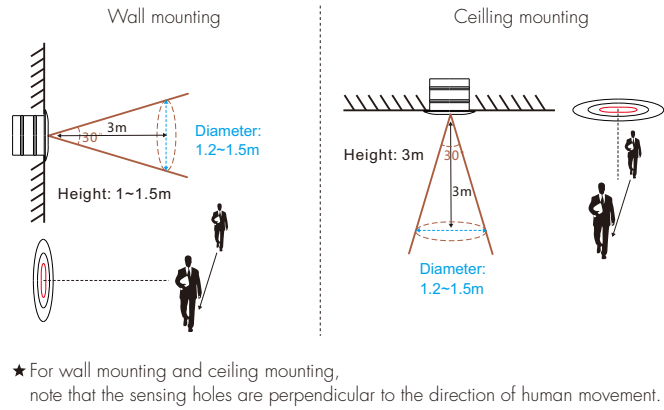 Wall mounting
Ceilling mounting
3m
30°
Diameter:
1.2~1.5m
Height: 1~1.5m
Height: 3m
30°
3m
Diameter:
1.2~1.5m
★ For wall mounting and ceiling mounting,
note that the sensing holes are perpendicular to the direction of human movement.